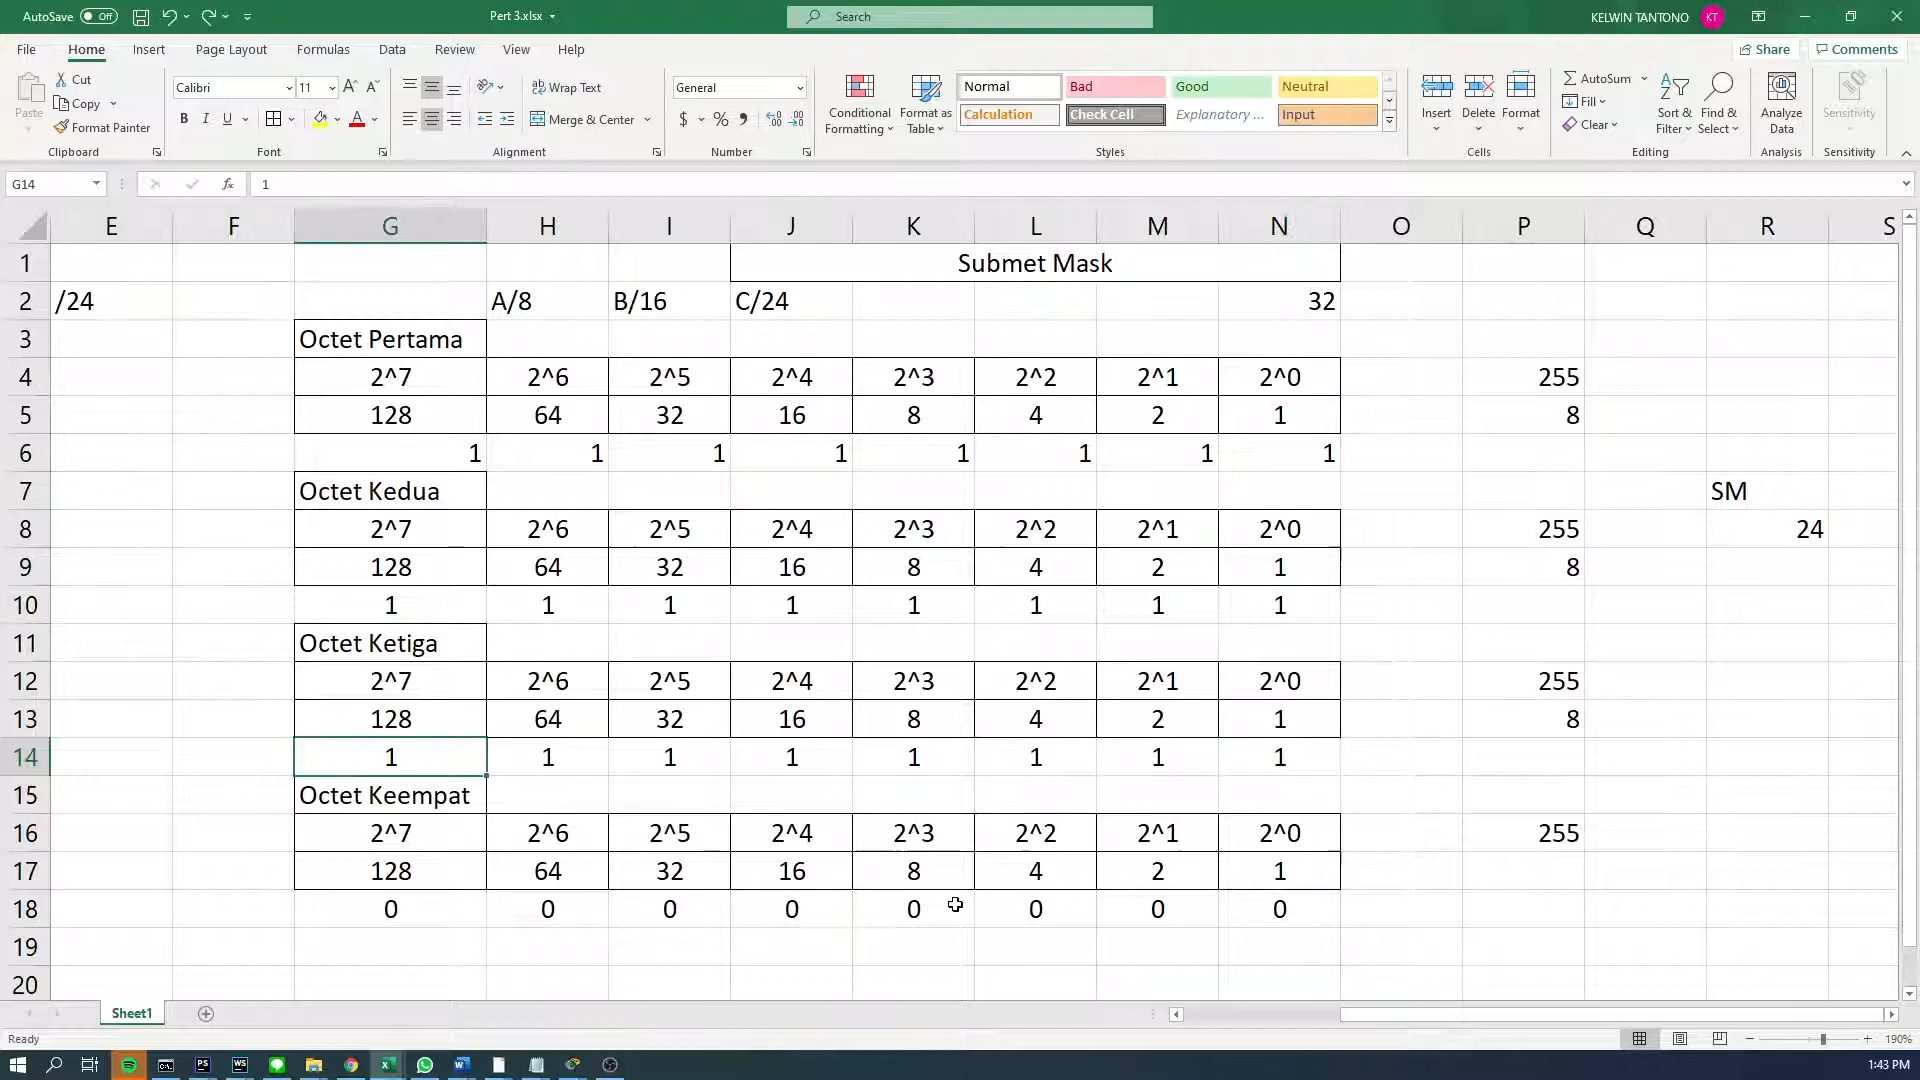 AutoSave Off
Pert 3.xlsx
Search
KELWIN TANTONO KT
File Home Insert Page Layout Formulas Data Review View Help
Share Comments
Paste
Cut
Copy
Format Painter
Clipboard
Calibri 11
B I U
Font
Wrap Text
Merge & Center
Alignment
General
$ % ,
Number
Conditional Formatting
Format as Table
Normal Bad Good Neutral
Calculation Check Cell Explanatory ... Input
Styles
Insert Delete Format
Cells
AutoSum
Fill
Clear
Sort & Filter
Find & Select
Editing
Analyze Data
Analysis
Sensitivity
Sensitivity
G14 fx 1
E F G H I J K L M N O P Q R S
1 Submet Mask
2 /24 A/8 B/16 C/24 32
3 Octet Pertama
4 2^7 2^6 2^5 2^4 2^3 2^2 2^1 2^0 255
5 128 64 32 16 8 4 2 1 8
6 1 1 1 1 1 1 1 1
7 Octet Kedua SM
8 2^7 2^6 2^5 2^4 2^3 2^2 2^1 2^0 255 24
9 128 64 32 16 8 4 2 1 8
10 1 1 1 1 1 1 1 1
11 Octet Ketiga
12 2^7 2^6 2^5 2^4 2^3 2^2 2^1 2^0 255
13 128 64 32 16 8 4 2 1 8
14 1 1 1 1 1 1 1 1
15 Octet Keempat
16 2^7 2^6 2^5 2^4 2^3 2^2 2^1 2^0 255
17 128 64 32 16 8 4 2 1
18 0 0 0 0 0 0 0 0
19
20
Sheet1
Ready
190%
1:43 PM